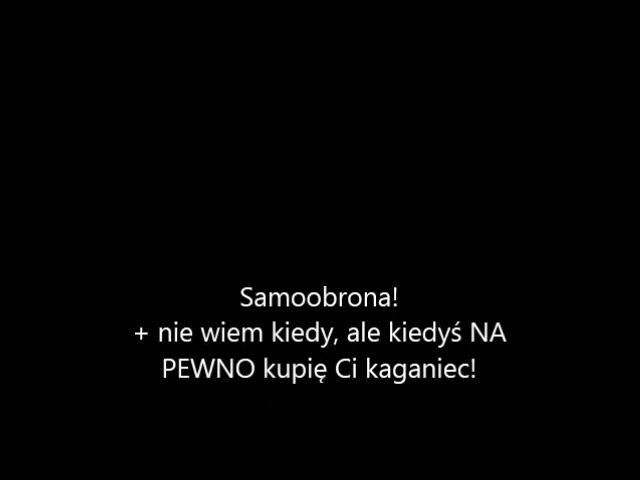 Samoobrona!
+ nie wiem kiedy, ale kiedyś NA
PEWNO kupię Ci kaganiec!